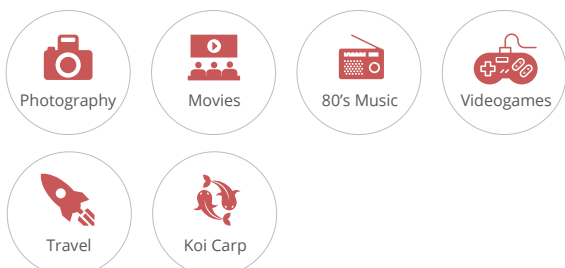 Photography
Movies
80’s Music
Videogames
Travel
Koi Carp